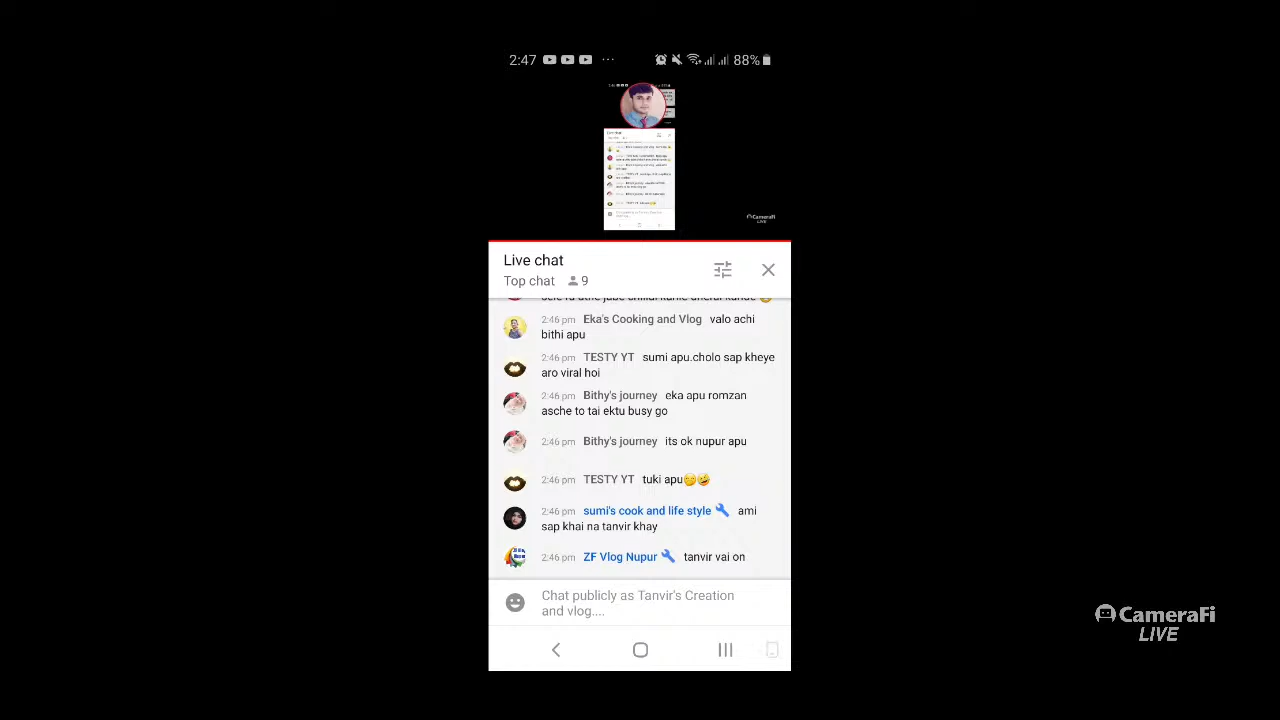 2:47 ... 88%
CameraFi
LIVE
Live chat
Top chat 9
2:46 pm Eka's Cooking and Vlog valo achi
bithi apu
2:46 pm TESTY YT sumi apu.cholo sap kheye
aro viral hoi
2:46 pm Bithy's journey eka apu romzan
asche to tai ektu busy go
2:46 pm Bithy's journey its ok nupur apu
2:46 pm TESTY YT tuki apu🤭🤣
2:46 pm sumi's cook and life style ami
sap khai na tanvir khay
2:46 pm ZF Vlog Nupur tanvir vai on
Chat publicly as Tanvir's Creation
and vlog....
CameraFi
LIVE